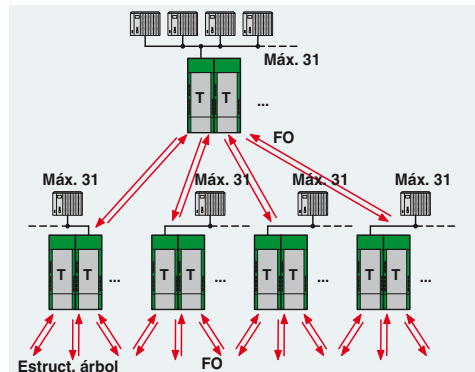 Máx. 31
T T ...
FO
Máx. 31 Máx. 31 Máx. 31 Máx. 31
T T ... T T ... T T ... T T ...
Estruct. árbol FO